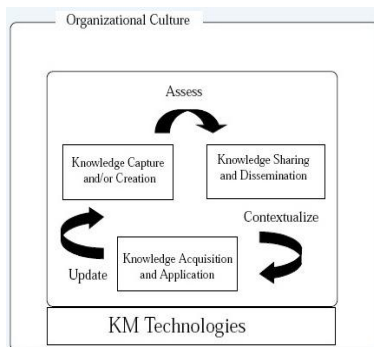 Organizational Culture
Assess
Knowledge Capture
and/or Creation
Knowledge Sharing
and Dissemination
Contextualize
Knowledge Acquisition
and Application
Update
KM Technologies